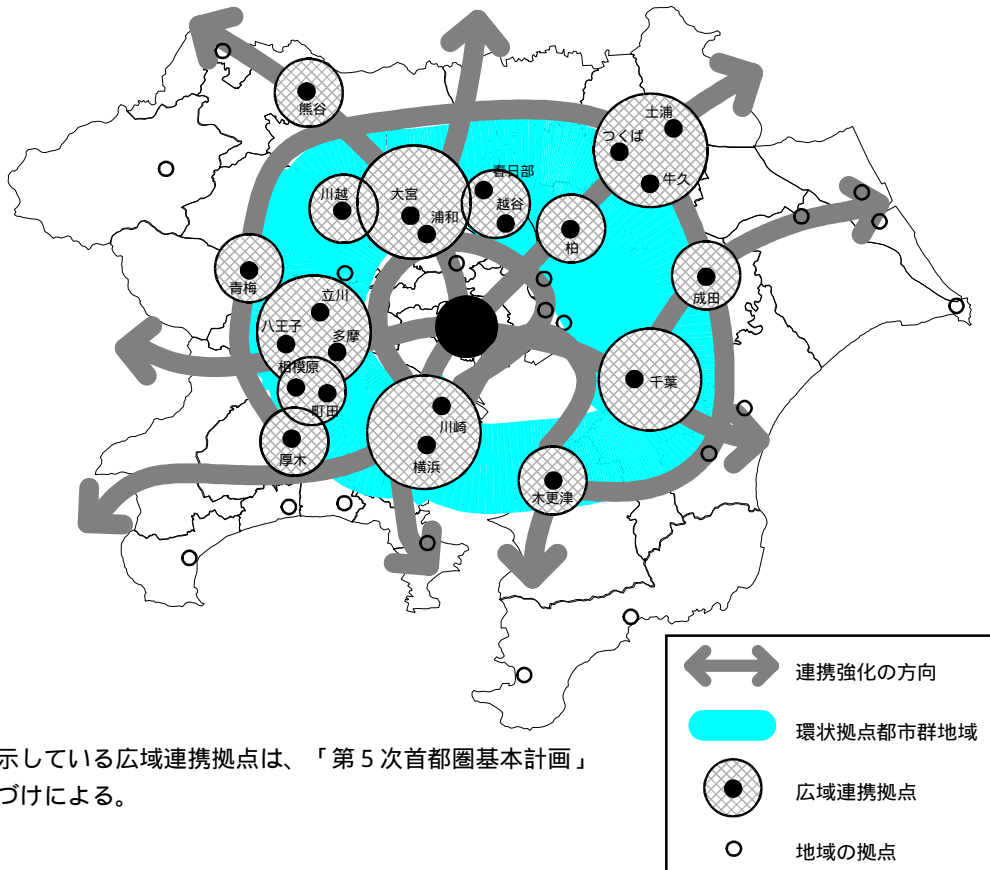 熊谷
土浦
つくば
牛久
春日部
川越
大宮
越谷
浦和
柏
青梅
成田
立川
八王子
多摩
相模原
千葉
町田
川崎
厚木
横浜
木更津
連携強化の方向
環状拠点都市群地域
広域連携拠点
地域の拠点
示している広域連携拠点は、「第５次首都圏基本計画」
づけによる。